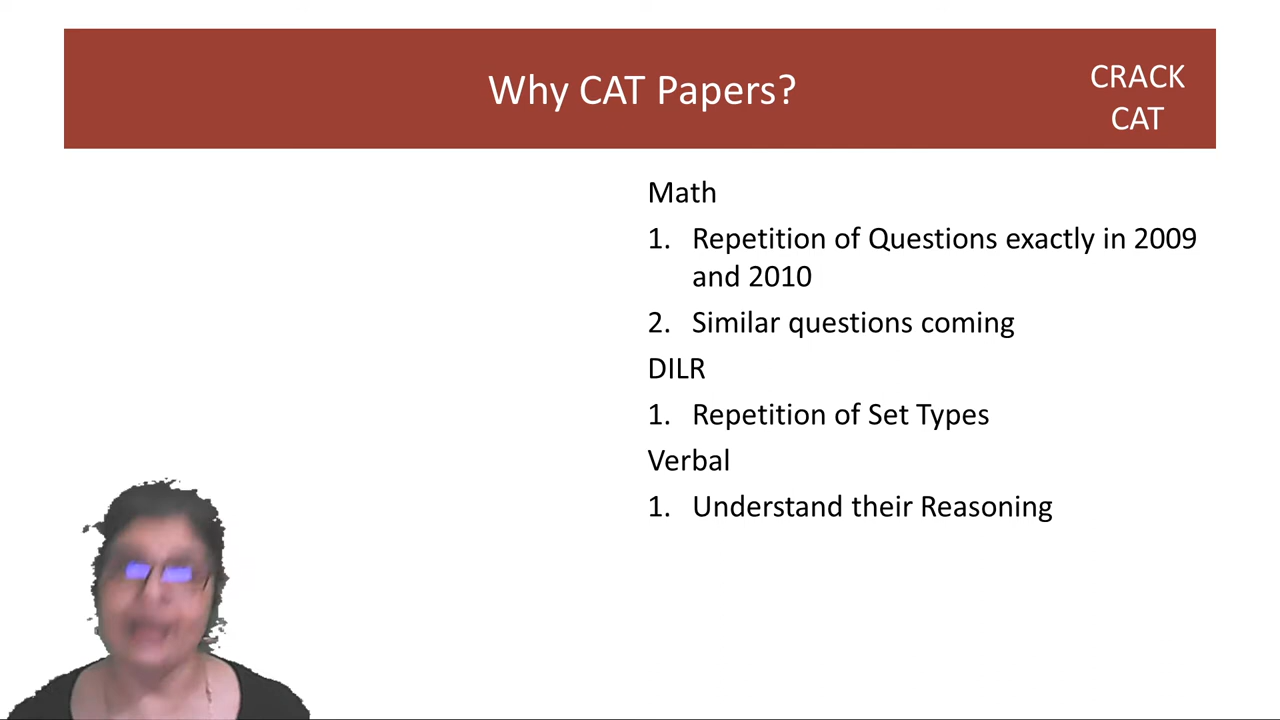 Why CAT Papers?
CRACK
CAT
Math
1. Repetition of Questions exactly in 2009
and 2010
2. Similar questions coming
DILR
1. Repetition of Set Types
Verbal
1. Understand their Reasoning